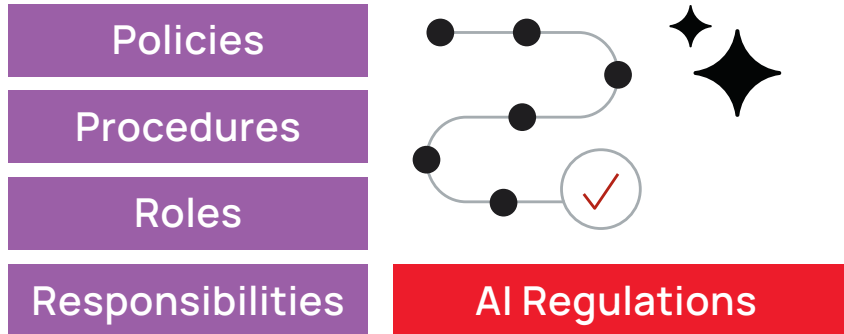 Policies
Procedures
Roles
Responsibilities
AI Regulations